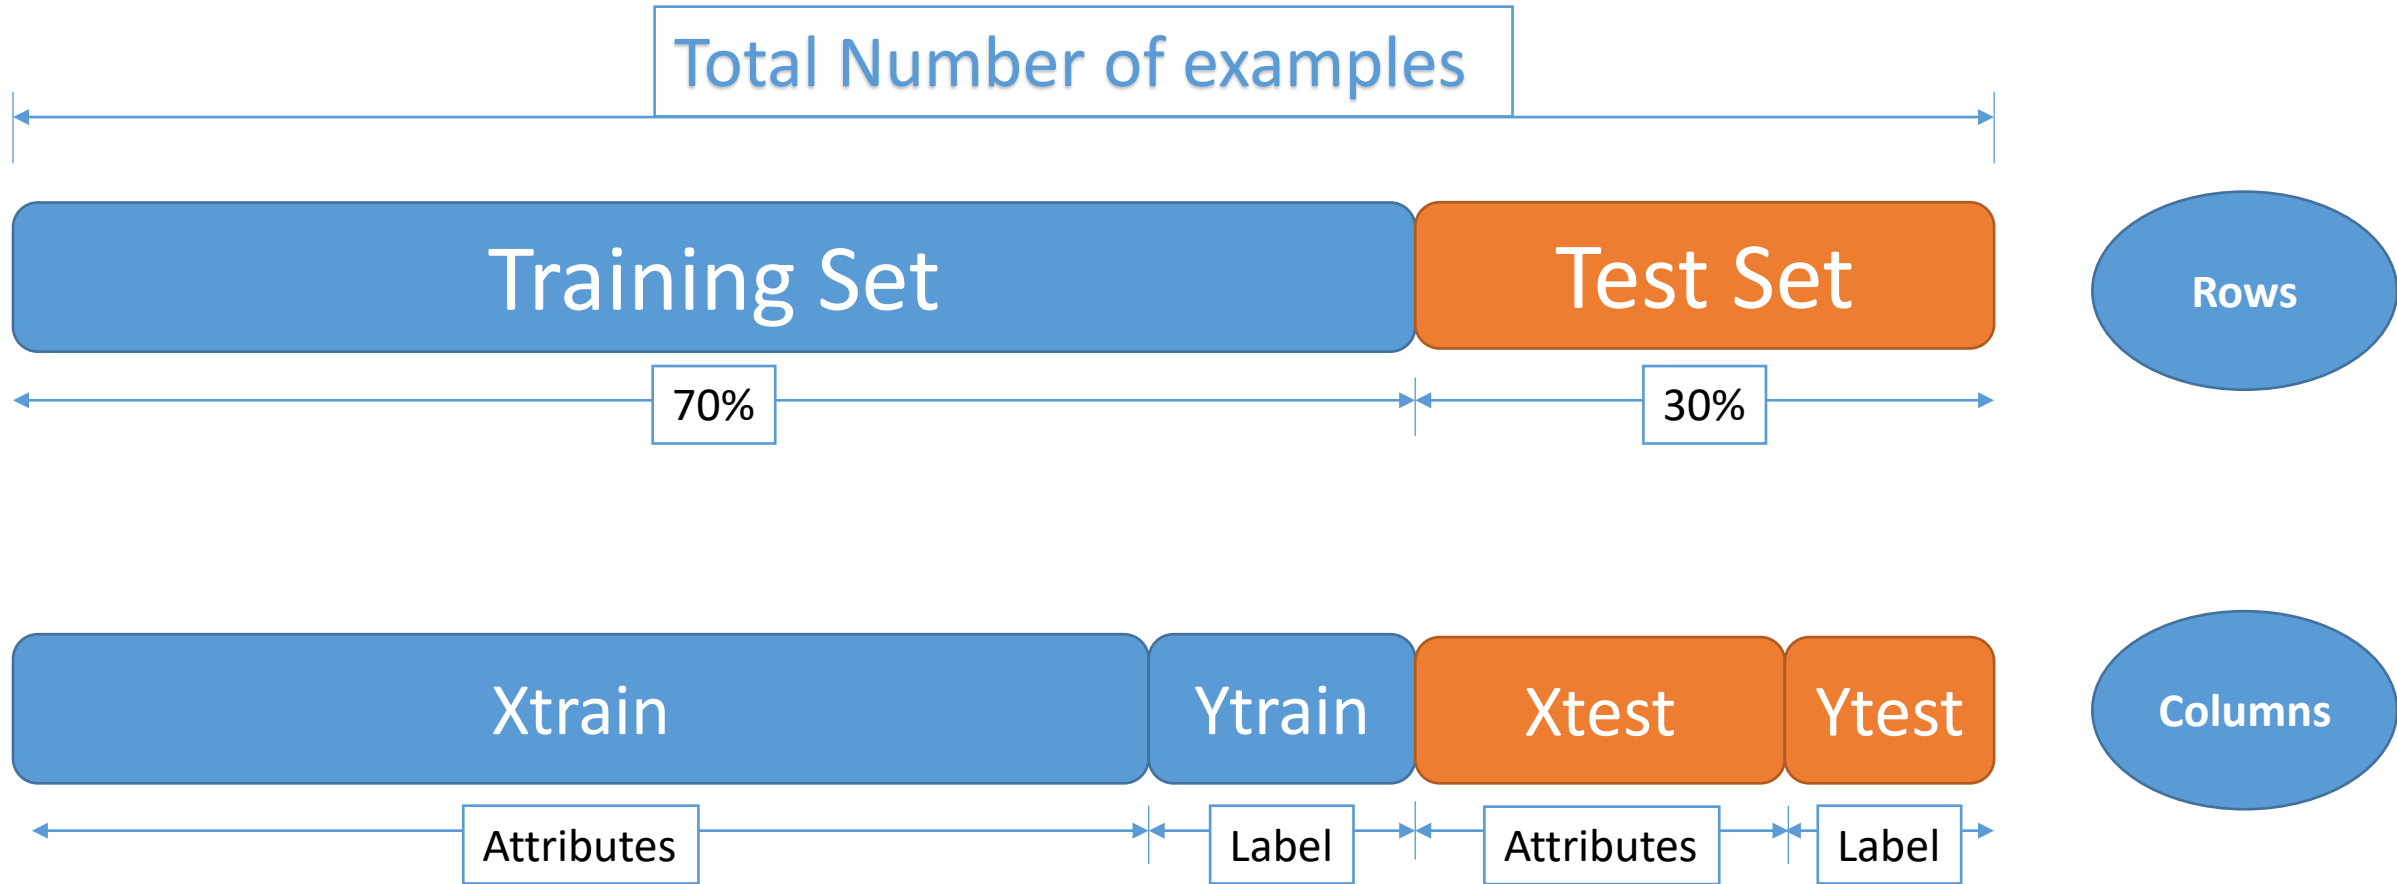 Total Number of examples
Training Set
Test Set
Rows
70%
30%
Xtrain
Ytrain
Xtest
Ytest
Columns
Attributes
Label
Attributes
Label